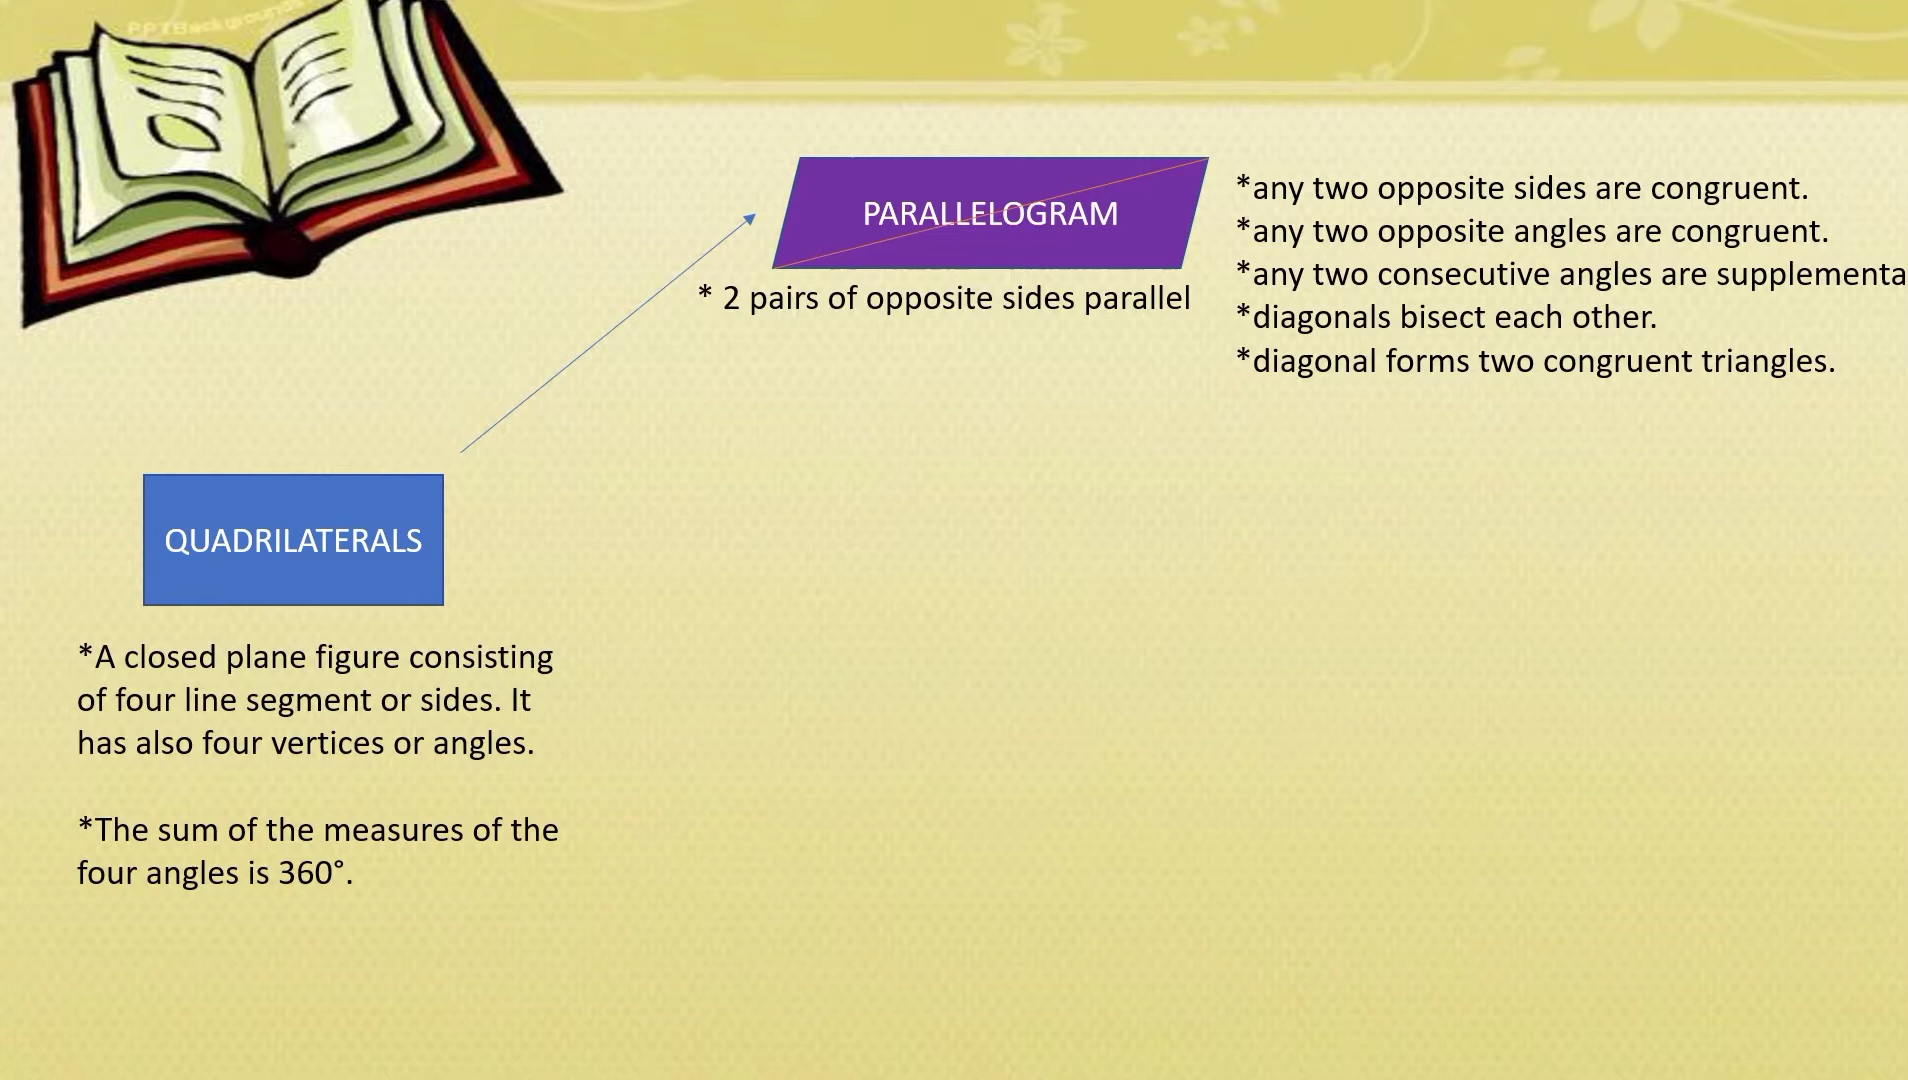 PPTBackgrounds
PARALLELOGRAM
* 2 pairs of opposite sides parallel
*any two opposite sides are congruent.
*any two opposite angles are congruent.
*any two consecutive angles are supplementa
*diagonals bisect each other.
*diagonal forms two congruent triangles.
QUADRILATERALS
*A closed plane figure consisting
of four line segment or sides. It
has also four vertices or angles.
*The sum of the measures of the
four angles is 360°.